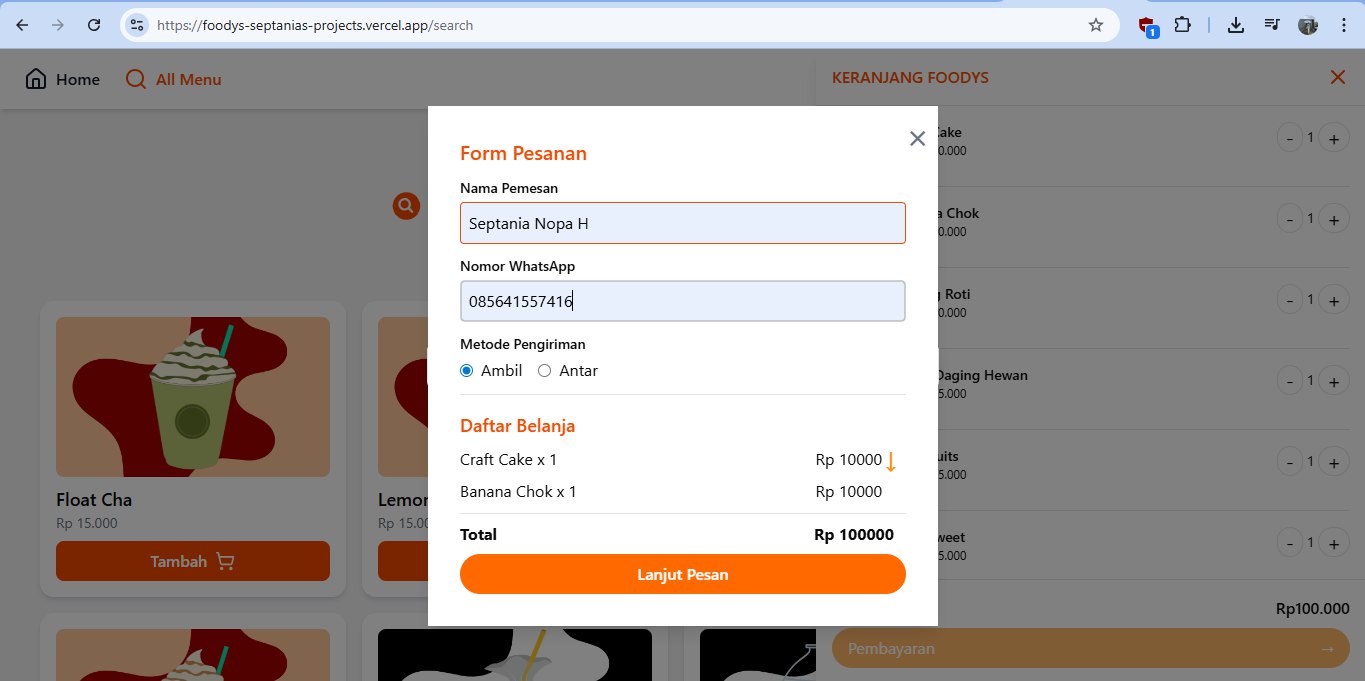 https://foodys-septanias-projects.vercel.app/search
1
Home
All Menu
KERANJANG FOODYS
Form Pesanan
Nama Pemesan
Septania Nopa H
Nomor WhatsApp
085641557416
Metode Pengiriman
Ambil Antar
Daftar Belanja
Craft Cake x 1 Rp 10000
Banana Chok x 1 Rp 10000
Total Rp 100000
Lanjut Pesan
Float Cha
Rp 15.000
Tambah
Lemon
Rp 15.00
Cake
0.000
- 1 +
a Chok
0.000
- 1 +
g Roti
0.000
- 1 +
Daging Hewan
5.000
- 1 +
uits
5.000
- 1 +
weet
5.000
- 1 +
Rp100.000
Pembayaran →